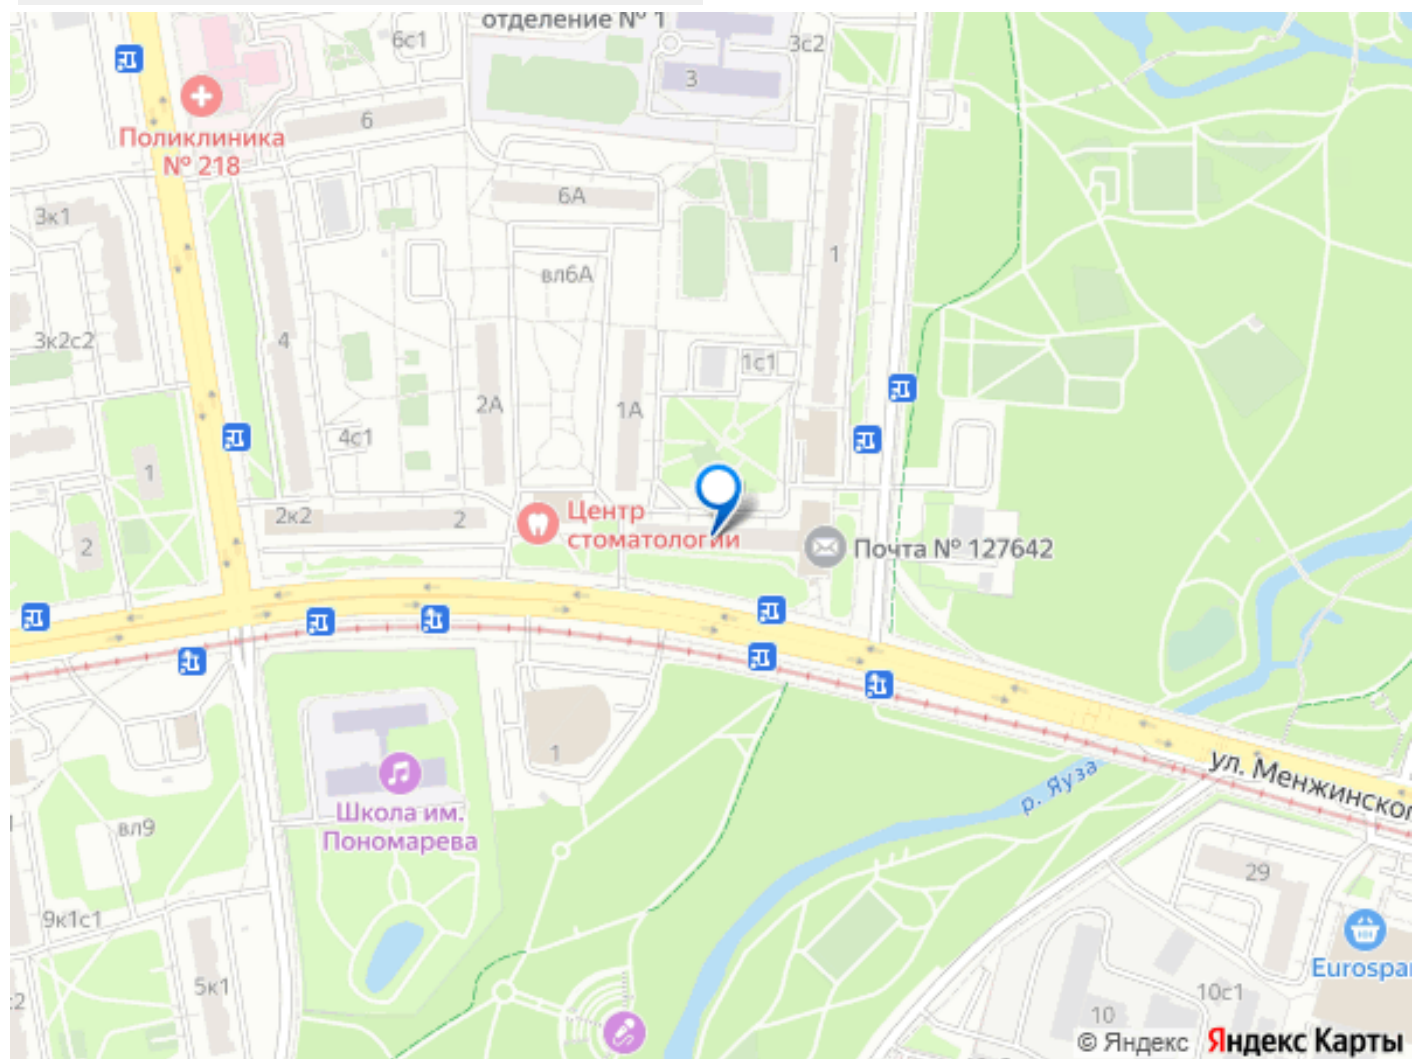 отделение № 1
6с1
3с2
3
6
Поликлиника
№ 218
6А
3к1
1
вл6А
3к2с2
4
1с1
2А
1А
4с1
1
2к2
2
Центр
стоматологии
2
Почта № 127642
ул. Менжинског
1
р. Яуза
Школа им.
Пономарева
вл9
29
9к1с1
Eurospar
5к1
10с1
10
© Яндекс
Яндекс Карты